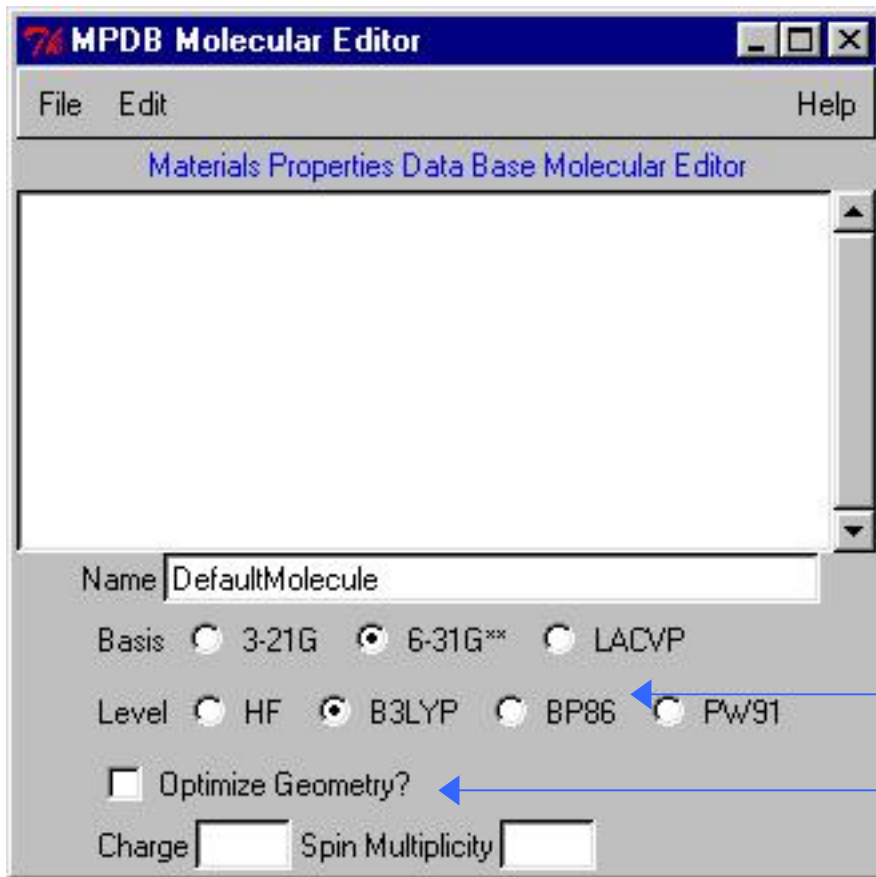 MPDB Molecular Editor
File Edit Help
Materials Properties Data Base Molecular Editor
Name DefaultMolecule
Basis 3-21G 6-31G** LACVP
Level HF B3LYP BP86 PW91
Optimize Geometry?
Charge Spin Multiplicity